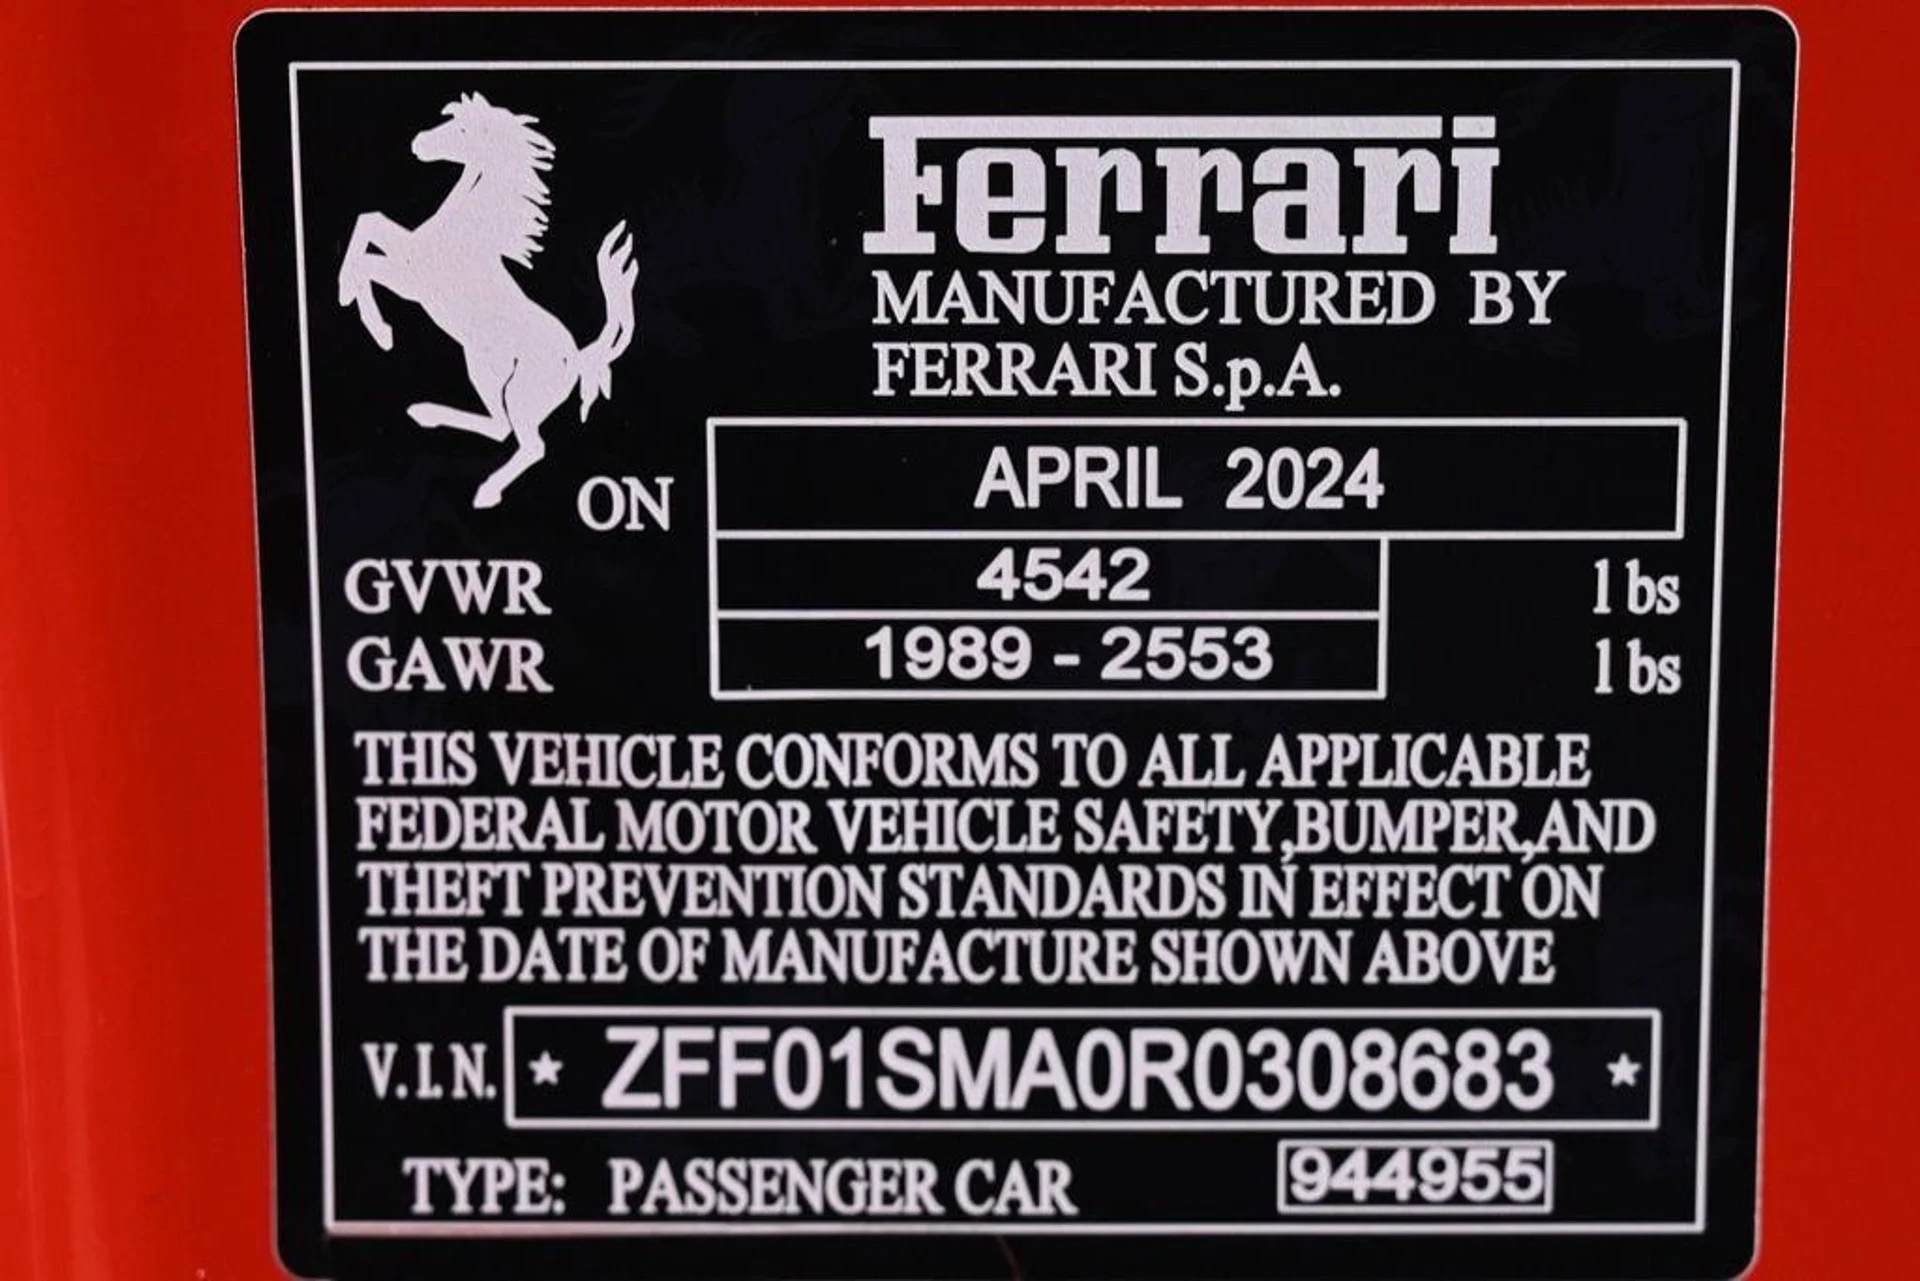 Ferrari
MANUFACTURED BY
FERRARI S.p.A.
ON APRIL 2024
GVWR 4542 lbs
GAWR 1989 - 2553 lbs
THIS VEHICLE CONFORMS TO ALL APPLICABLE
FEDERAL MOTOR VEHICLE SAFETY,BUMPER,AND
THEFT PREVENTION STANDARDS IN EFFECT ON
THE DATE OF MANUFACTURE SHOWN ABOVE
V.I.N. ★ ZFF01SMA0R0308683 ★
TYPE: PASSENGER CAR 944955